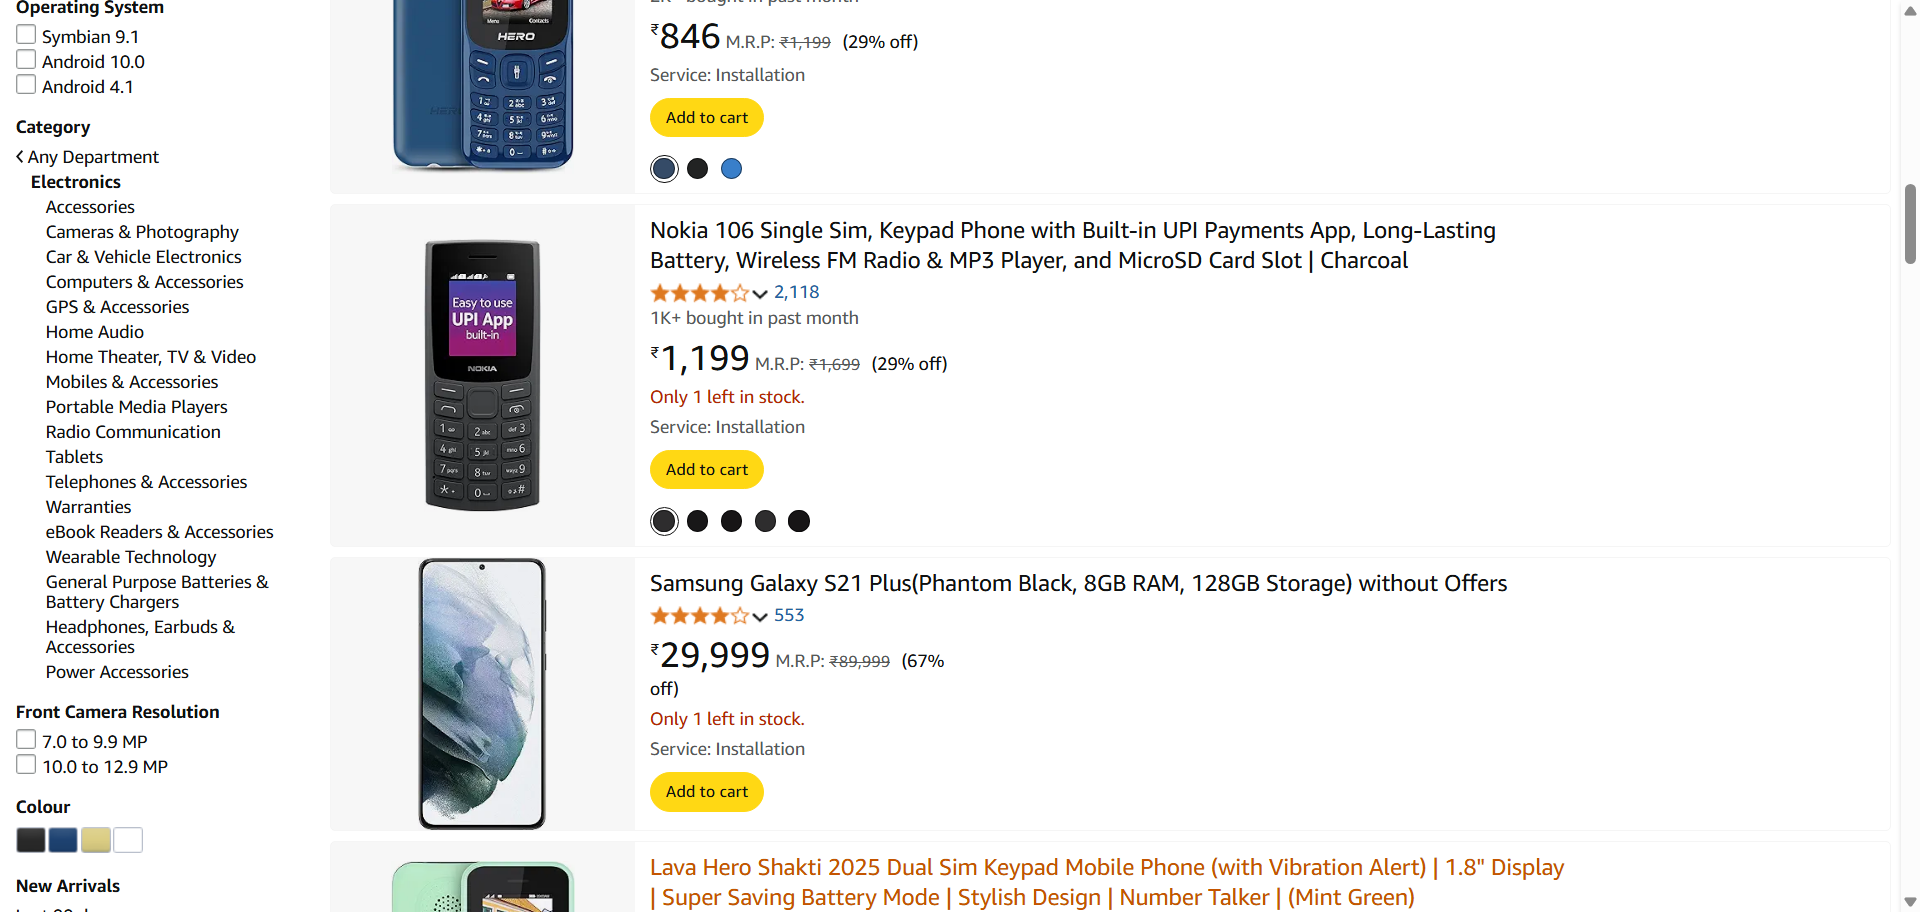 Operating System
Symbian 9.1
Android 10.0
Android 4.1
Category
Any Department
Electronics
Accessories
Cameras & Photography
Car & Vehicle Electronics
Computers & Accessories
GPS & Accessories
Home Audio
Home Theater, TV & Video
Mobiles & Accessories
Portable Media Players
Radio Communication
Tablets
Telephones & Accessories
Warranties
eBook Readers & Accessories
Wearable Technology
General Purpose Batteries &
Battery Chargers
Headphones, Earbuds &
Accessories
Power Accessories
Front Camera Resolution
7.0 to 9.9 MP
10.0 to 12.9 MP
Colour
New Arrivals
Menu Contacts
HERO
₹846 M.R.P: ₹1,199 (29% off)
Service: Installation
Add to cart
Easy to use
UPI App
built-in
NOKIA
Nokia 106 Single Sim, Keypad Phone with Built-in UPI Payments App, Long-Lasting
Battery, Wireless FM Radio & MP3 Player, and MicroSD Card Slot | Charcoal
2,118
1K+ bought in past month
₹1,199 M.R.P: ₹1,699 (29% off)
Only 1 left in stock.
Service: Installation
Add to cart
Samsung Galaxy S21 Plus(Phantom Black, 8GB RAM, 128GB Storage) without Offers
553
₹29,999 M.R.P: ₹89,999 (67%
off)
Only 1 left in stock.
Service: Installation
Add to cart
Lava Hero Shakti 2025 Dual Sim Keypad Mobile Phone (with Vibration Alert) | 1.8" Display
| Super Saving Battery Mode | Stylish Design | Number Talker | (Mint Green)